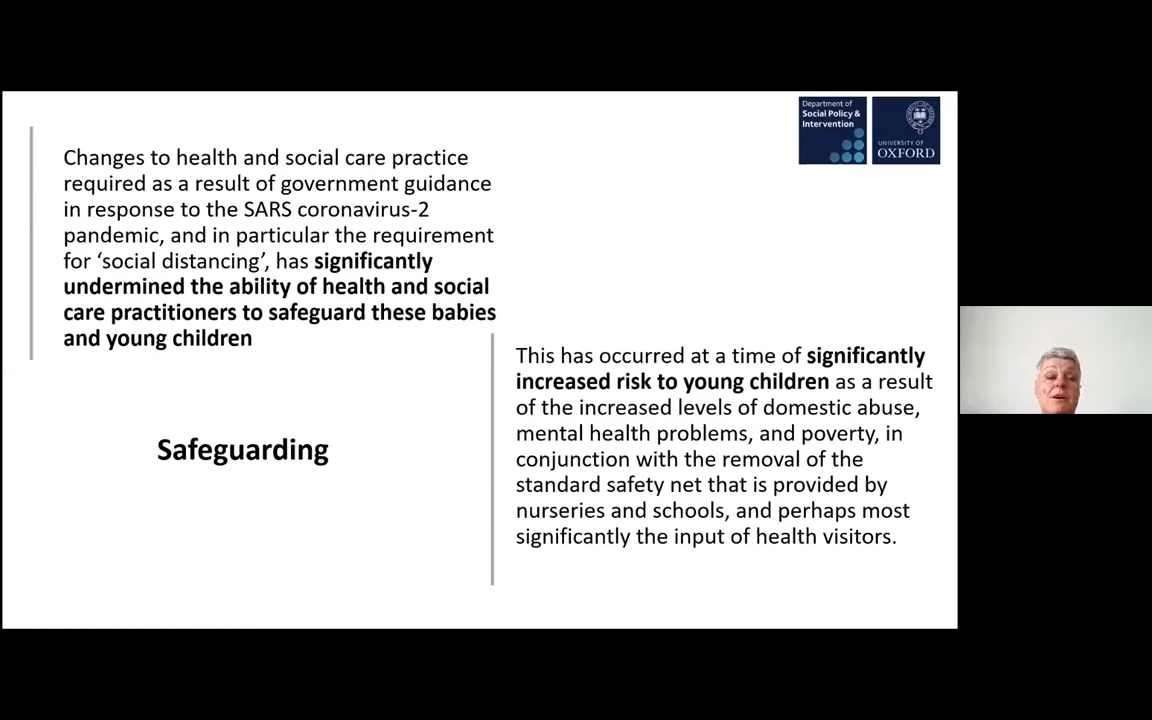 Department of
Social Policy &
Intervention
UNIVERSITY OF
OXFORD
Changes to health and social care practice
required as a result of government guidance
in response to the SARS coronavirus-2
pandemic, and in particular the requirement
for ‘social distancing’, has significantly
undermined the ability of health and social
care practitioners to safeguard these babies
and young children
Safeguarding
This has occurred at a time of significantly
increased risk to young children as a result
of the increased levels of domestic abuse,
mental health problems, and poverty, in
conjunction with the removal of the
standard safety net that is provided by
nurseries and schools, and perhaps most
significantly the input of health visitors.